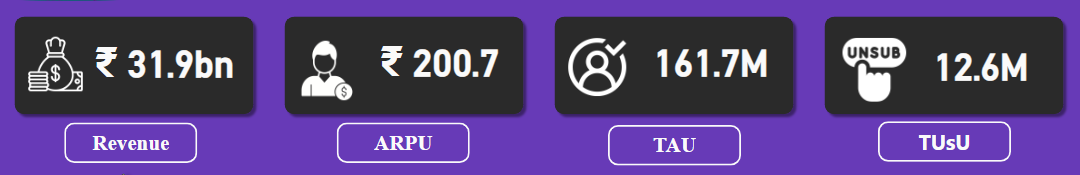 ₹ 31.9bn
₹ 200.7
161.7M
UNSUB
12.6M
Revenue
ARPU
TAU
TUsU